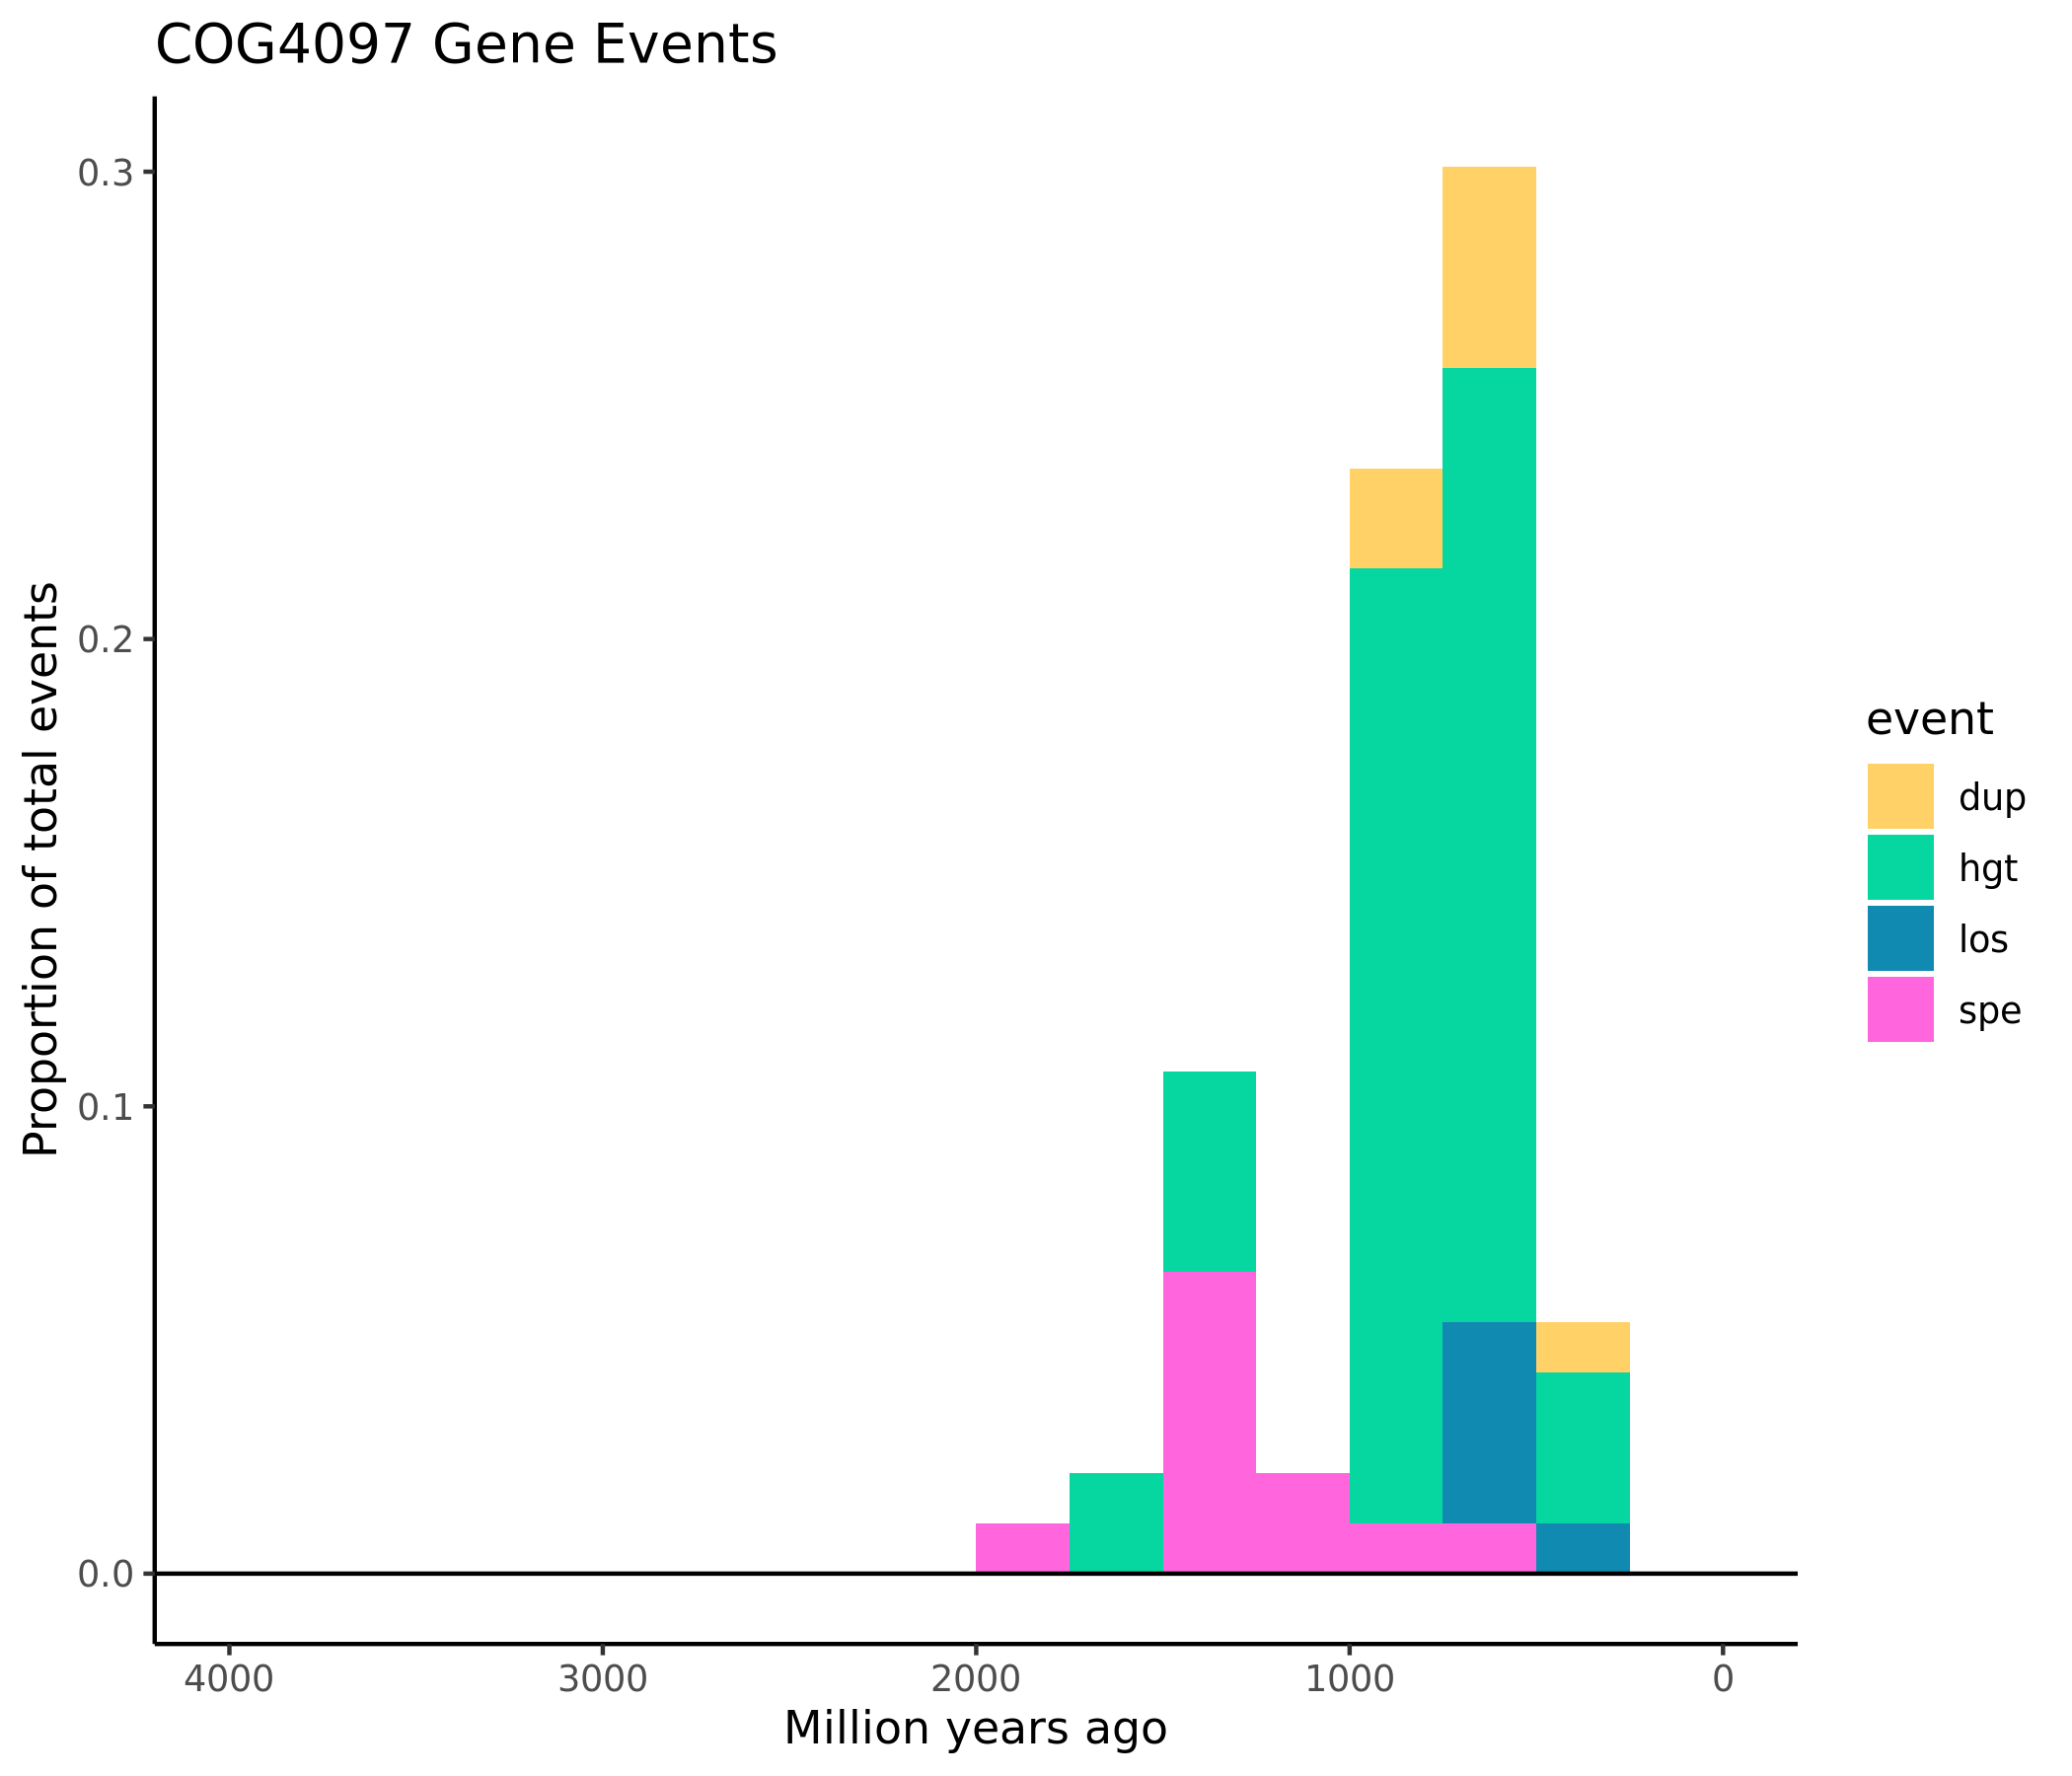 COG4097 Gene Events
Proportion of total events
0.3
0.2
0.1
0.0
4000 3000 2000 1000 0
Million years ago
event
dup
hgt
los
spe